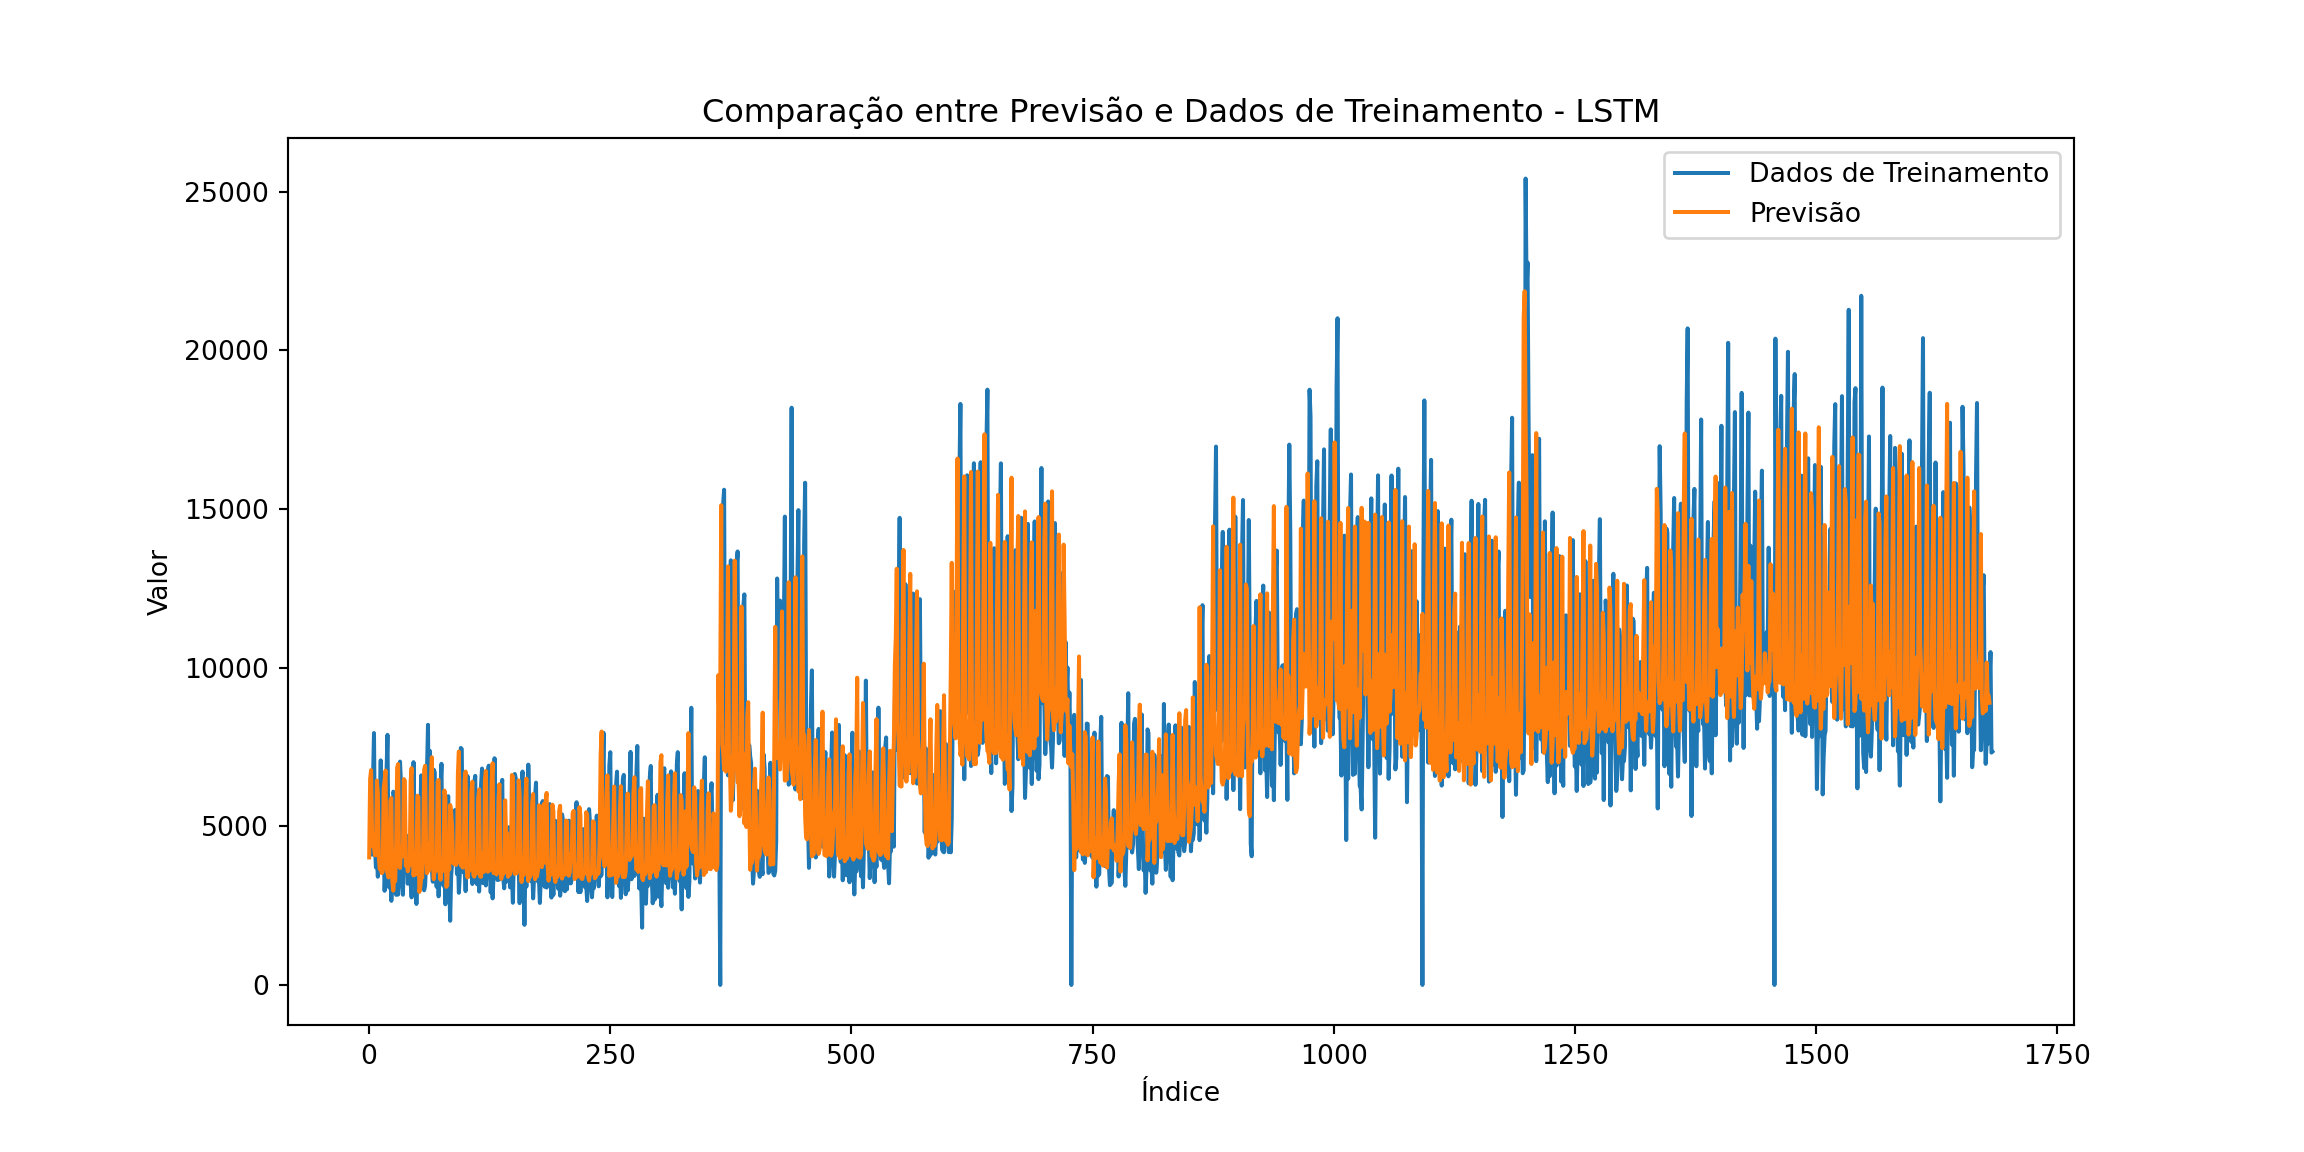 Comparação entre Previsão e Dados de Treinamento - LSTM
25000
20000
15000
10000
5000
0
Valor
Dados de Treinamento
Previsão
0 250 500 750 1000 1250 1500 1750
Índice